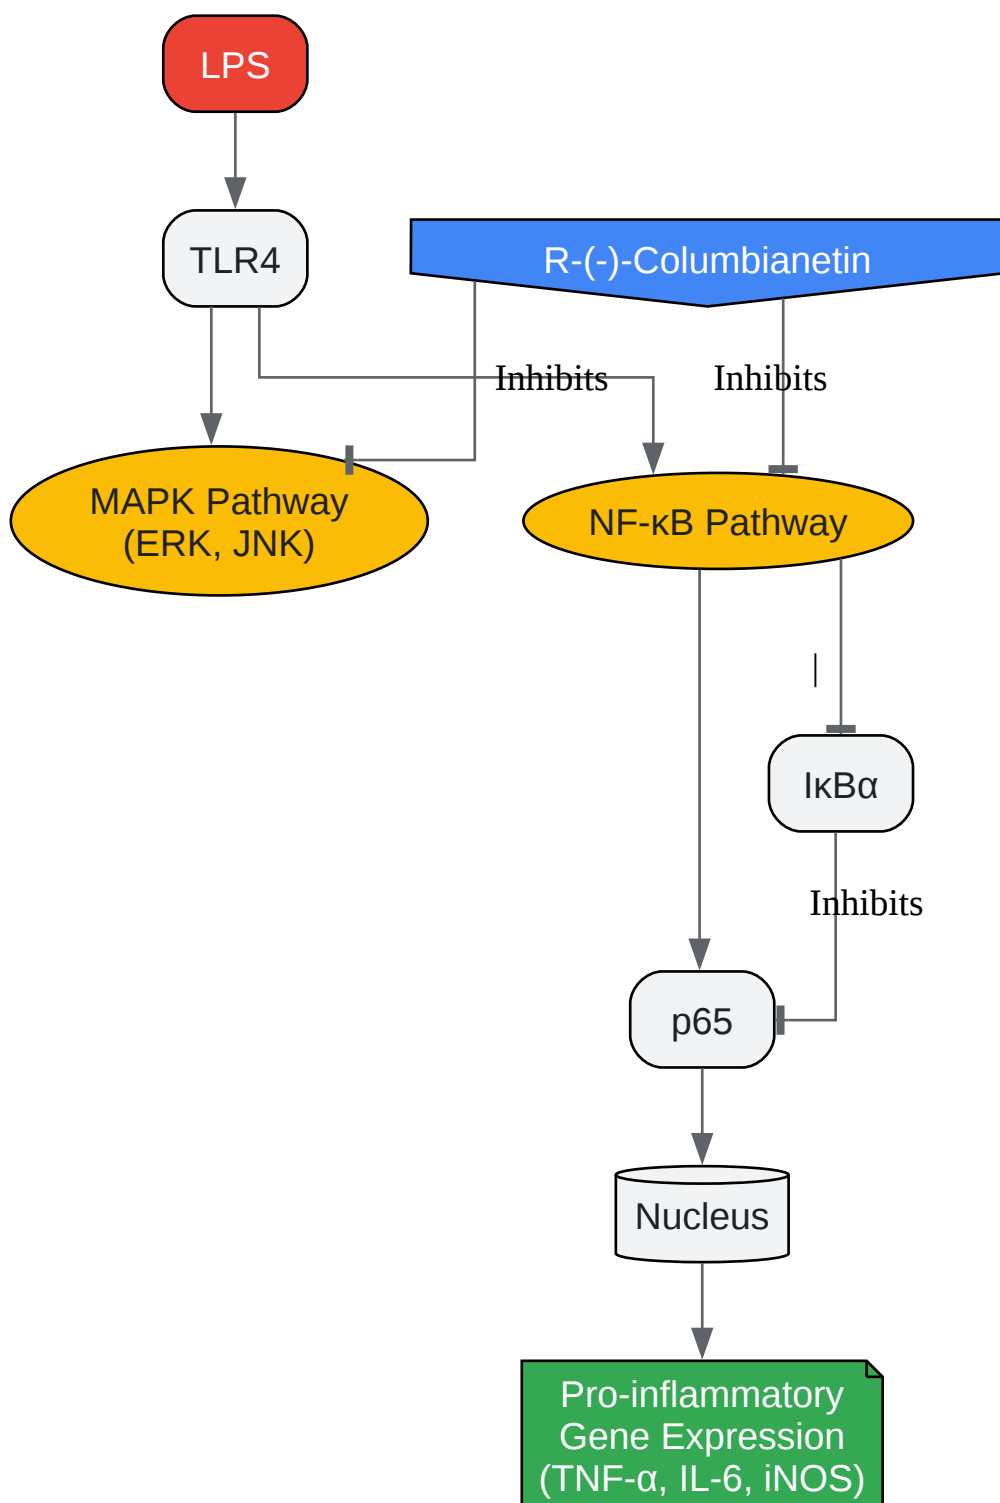 LPS
TLR4
R-(-)-Columbianetin
Inhibits
Inhibits
MAPK Pathway
(ERK, JNK)
NF-κB Pathway
|
IκBα
Inhibits
p65
Nucleus
Pro-inflammatory
Gene Expression
(TNF-α, IL-6, iNOS)